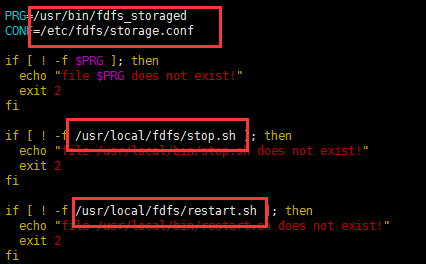 PRG=/usr/bin/fdfs_storaged
CONF=/etc/fdfs/storage.conf
if [ ! -f $PRG ]; then
echo "file $PRG does not exist!"
exit 2
fi
if [ ! -f /usr/local/fdfs/stop.sh ]; then
echo "file /usr/local/bin/stop.sh does not exist!"
exit 2
fi
if [ ! -f /usr/local/fdfs/restart.sh ]; then
echo "file /usr/local/bin/restart.sh does not exist!"
exit 2
fi